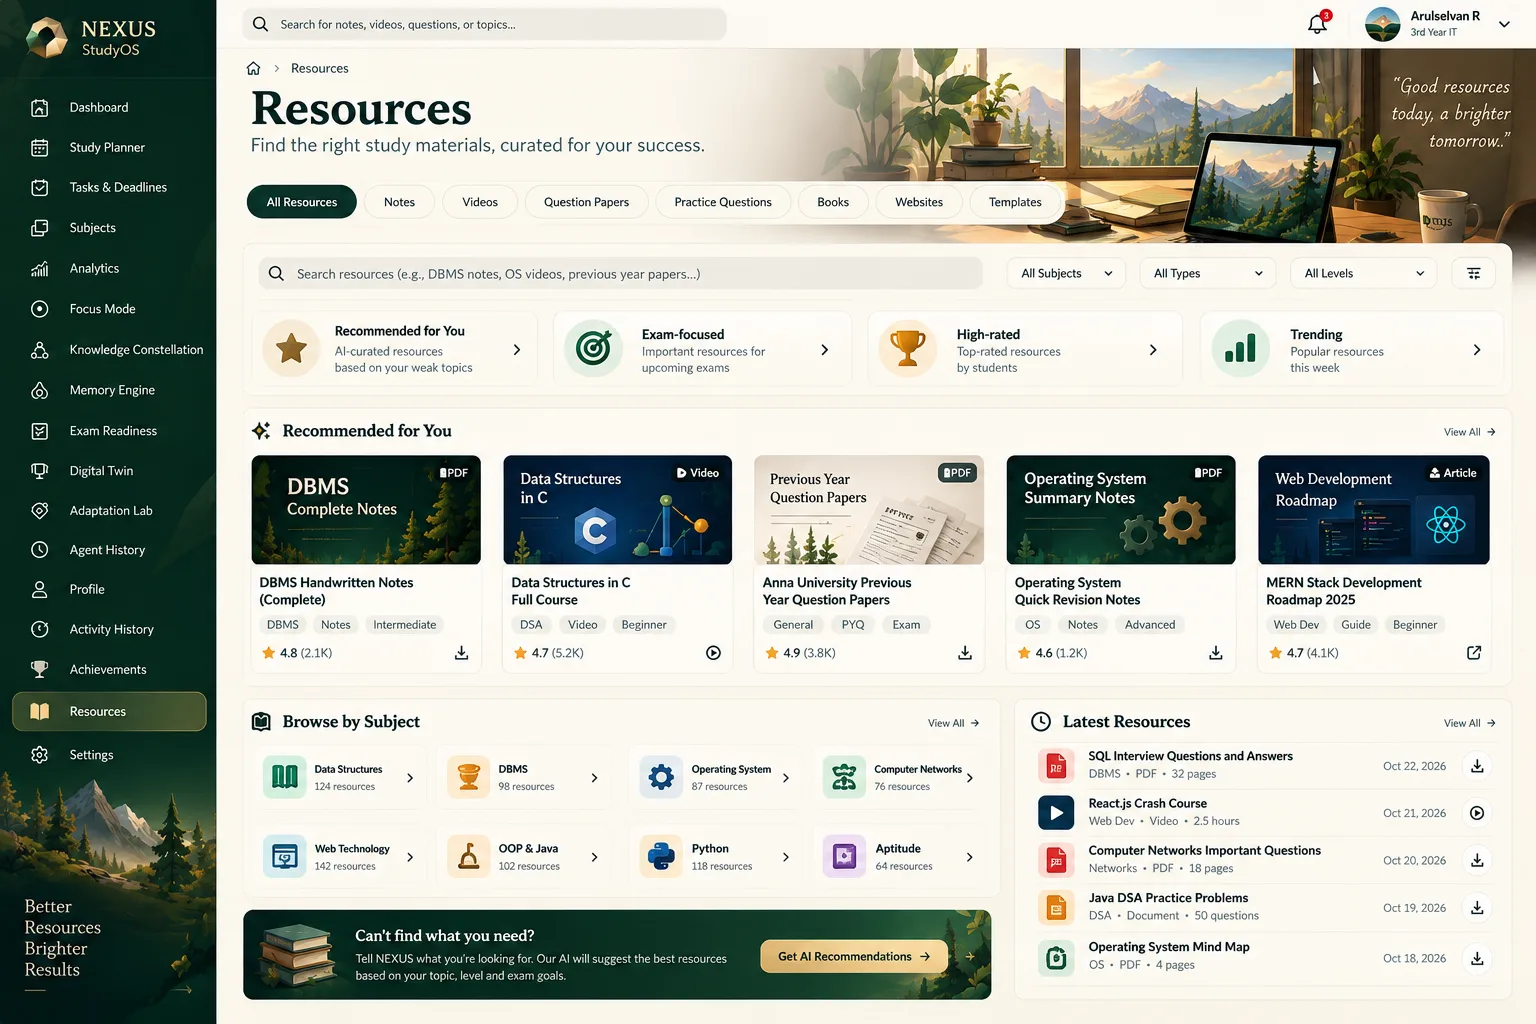 NEXUS
StudyOS
Dashboard
Study Planner
Tasks & Deadlines
Subjects
Analytics
Focus Mode
Knowledge Constellation
Memory Engine
Exam Readiness
Digital Twin
Adaptation Lab
Agent History
Profile
Activity History
Achievements
Resources
Settings
Better
Resources
Brighter
Results
Search for notes, videos, questions, or topics...
3
Arulselvan R
3rd Year IT
Resources
Resources
Find the right study materials, curated for your success.
“Good resources
today, a brighter
tomorrow..”
All Resources
Notes
Videos
Question Papers
Practice Questions
Books
Websites
Templates
Search resources (e.g., DBMS notes, OS videos, previous year papers...)
All Subjects
All Types
All Levels
Recommended for You
AI-curated resources
based on your weak topics
Exam-focused
Important resources for
upcoming exams
High-rated
Top-rated resources
by students
Trending
Popular resources
this week
Recommended for You
View All →
PDF
DBMS
Complete Notes
DBMS Handwritten Notes
(Complete)
DBMS
Notes
Intermediate
4.8 (2.1K)
Video
Data Structures
in C
C
Data Structures in C
Full Course
DSA
Video
Beginner
4.7 (5.2K)
PDF
Previous Year
Question Papers
Anna University Previous
Year Question Papers
General
PYQ
Exam
4.9 (3.8K)
PDF
Operating System
Summary Notes
Operating System
Quick Revision Notes
OS
Notes
Advanced
4.6 (1.2K)
Article
Web Development
Roadmap
MERN Stack Development
Roadmap 2025
Web Dev
Guide
Beginner
4.7 (4.1K)
Browse by Subject
View All →
Data Structures
124 resources
DBMS
98 resources
Operating System
87 resources
Computer Networks
76 resources
Web Technology
142 resources
OOP & Java
102 resources
Python
118 resources
Aptitude
64 resources
Can't find what you need?
Tell NEXUS what you're looking for. Our AI will suggest the best resources
based on your topic, level and exam goals.
Get AI Recommendations →
Latest Resources
View All →
SQL Interview Questions and Answers
DBMS • PDF • 32 pages
Oct 22, 2026
React.js Crash Course
Web Dev • Video • 2.5 hours
Oct 21, 2026
Computer Networks Important Questions
Networks • PDF • 18 pages
Oct 20, 2026
Java DSA Practice Problems
DSA • Document • 50 questions
Oct 19, 2026
Operating System Mind Map
OS • PDF • 4 pages
Oct 18, 2026